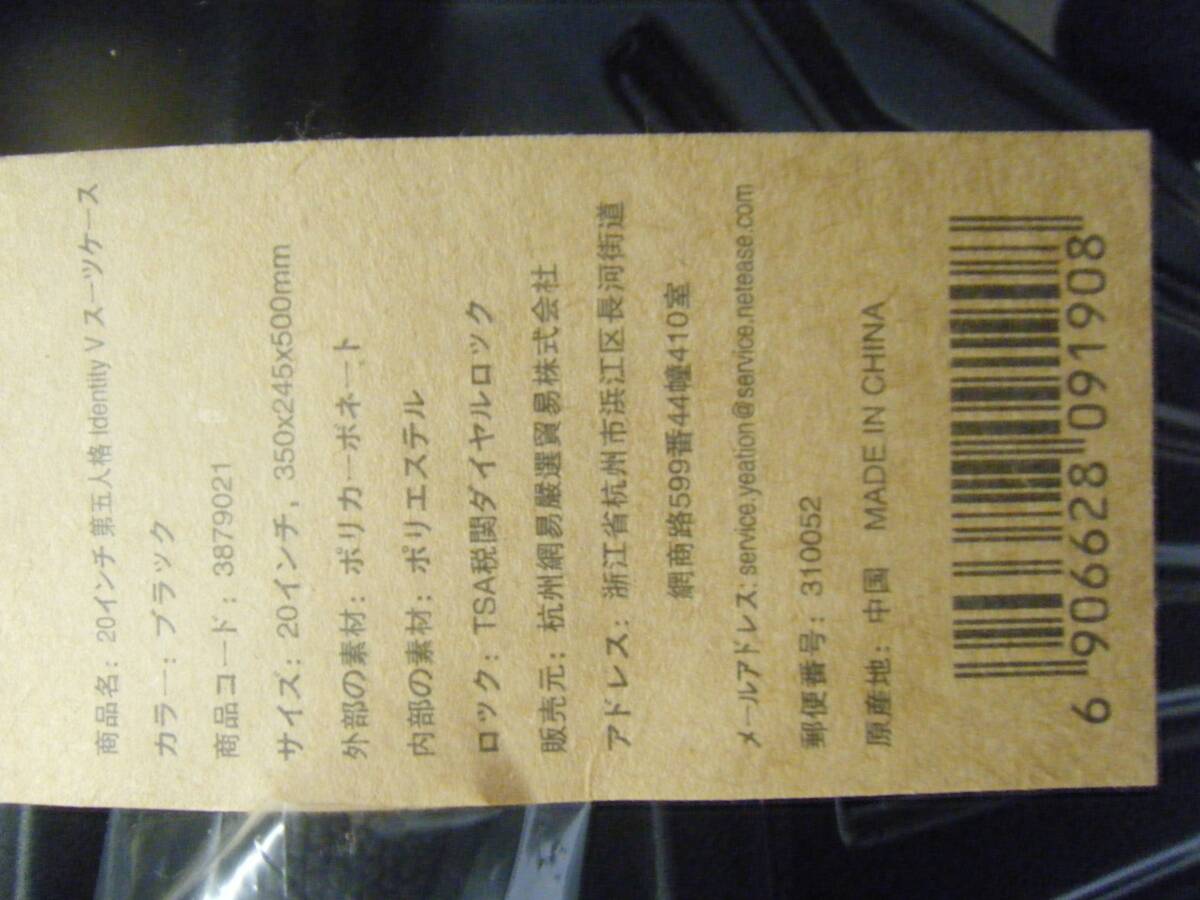 商品名: 20インチ 第五人格 Identity V スーツケース
カラー: ブラック
商品コード: 3879021
サイズ: 20インチ, 350x245x500mm
外部の素材: ポリカーボネート
内部の素材: ポリエステル
ロック: TSA税関ダイヤルロック
販売元: 杭州網易嚴選貿易株式会社
アドレス: 浙江省杭州市浜江区長河街道
網商路599番44幢410室
メールアドレス: service.yeation@service.netease.com
郵便番号: 310052
原産地: 中国 MADE IN CHINA
6 906628 091908